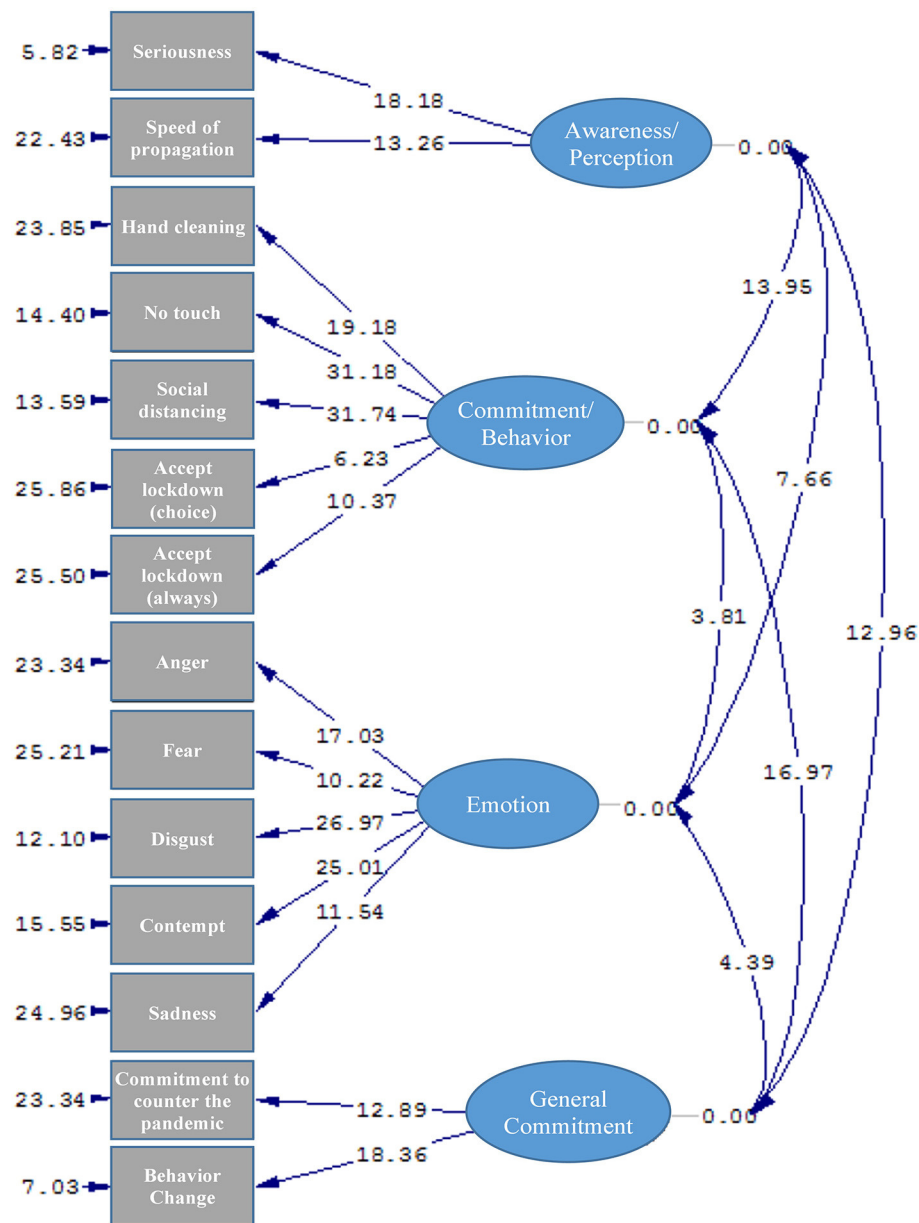 5.82
Seriousness
18.18
22.43
Speed of
propagation
13.26
Awareness/
Perception
0.00
23.85
Hand cleaning
19.18
14.40
No touch
31.18
13.59
Social
distancing
31.74
Commitment/
Behavior
0.00
25.86
Accept
lockdown
(choice)
6.23
25.50
Accept
lockdown
(always)
10.37
13.95
7.66
3.81
12.96
16.97
4.39
23.34
Anger
17.03
25.21
Fear
10.22
12.10
Disgust
26.97
Emotion
0.00
15.55
Contempt
25.01
24.96
Sadness
11.54
23.34
Commitment to
counter the
pandemic
12.89
General
Commitment
0.00
7.03
Behavior
Change
18.36